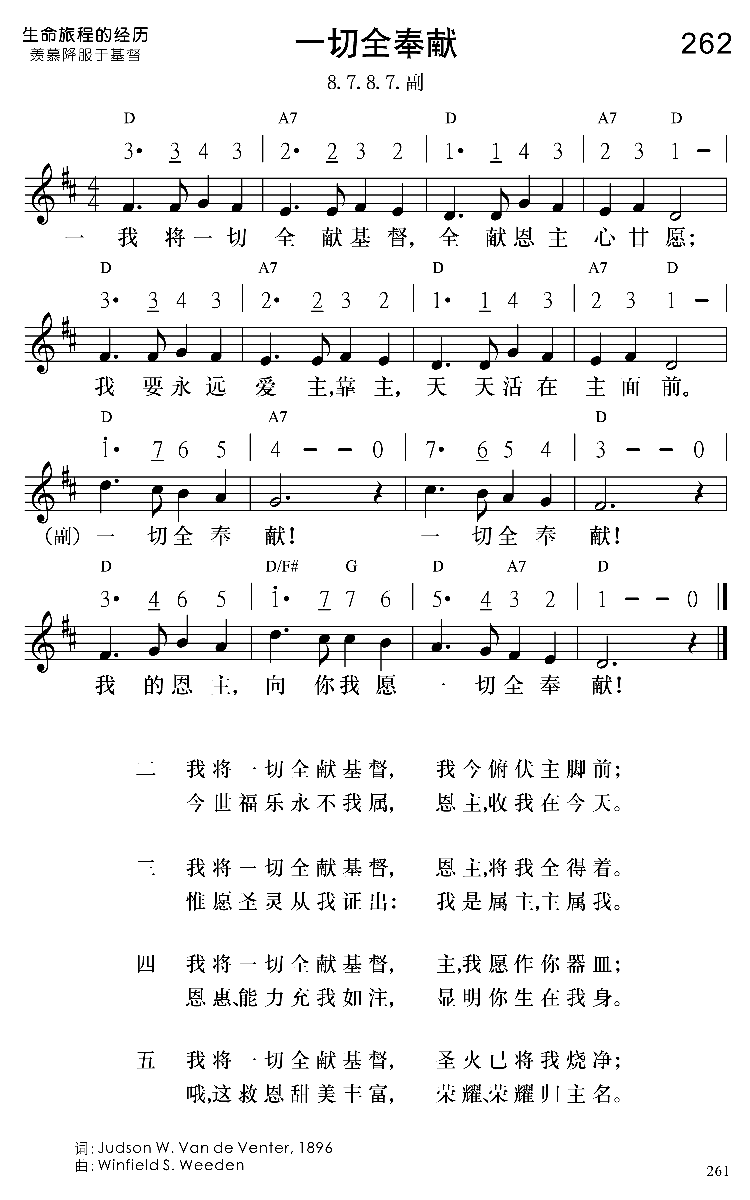 生命旅程的经历
羡慕降服于基督
一切全奉献
262
8. 7. 8. 7. 副
D A7 D A7 D
3· 3 4 3 | 2· 2 3 2 | 1· 1 4 3 | 2 3 1 – |
4 4
一 我 将 一 切 全 献 基 督, 全 献 恩 主 心 甘 愿;
D A7 D A7 D
3· 3 4 3 | 2· 2 3 2 | 1· 1 4 3 | 2 3 1 – |
我 要 永 远 爱 主,靠 主, 天 天 活 在 主 面 前。
D A7 D
1· 7 6 5 | 4 – – 0 | 7· 6 5 4 | 3 – – 0 |
(副) 一 切 全 奉 献! 一 切 全 奉 献!
D D/F# G D A7 D
3· 4 6 5 | 1· 7 7 6 | 5· 4 3 2 | 1 – – 0 ‖
我 的 恩 主, 向 你 我 愿 一 切 全 奉 献!
二 我 将 一 切 全 献 基 督, 我 今 俯 伏 主 脚 前;
今 世 福 乐 永 不 我 属, 恩 主,收 我 在 今 天。
三 我 将 一 切 全 献 基 督, 恩 主,将 我 全 得 着。
惟 愿 圣 灵 从 我 证 出: 我 是 属 主,主 属 我。
四 我 将 一 切 全 献 基 督, 主,我 愿 作 你 器 皿;
恩 惠、能 力 充 我 如 注, 显 明 你 生 在 我 身。
五 我 将 一 切 全 献 基 督, 圣 火 已 将 我 烧 净;
哦,这 救 恩 甜 美 丰 富, 荣 耀、荣 耀 归 主 名。
词: Judson W. Van de Venter, 1896
曲: Winfield S. Weeden
261